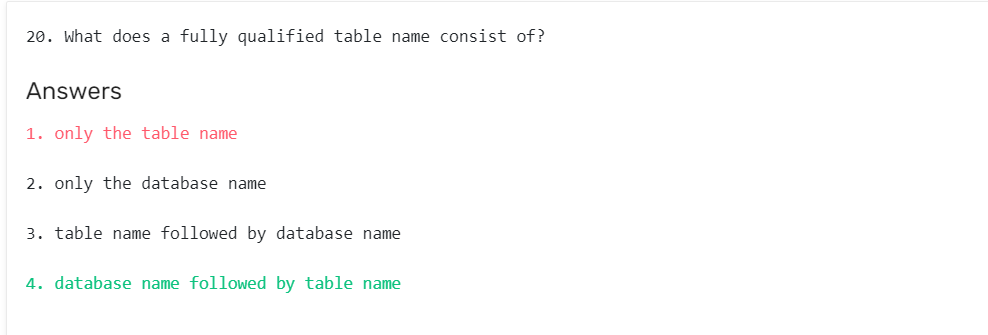 20. What does a fully qualified table name consist of?
Answers
1. only the table name
2. only the database name
3. table name followed by database name
4. database name followed by table name